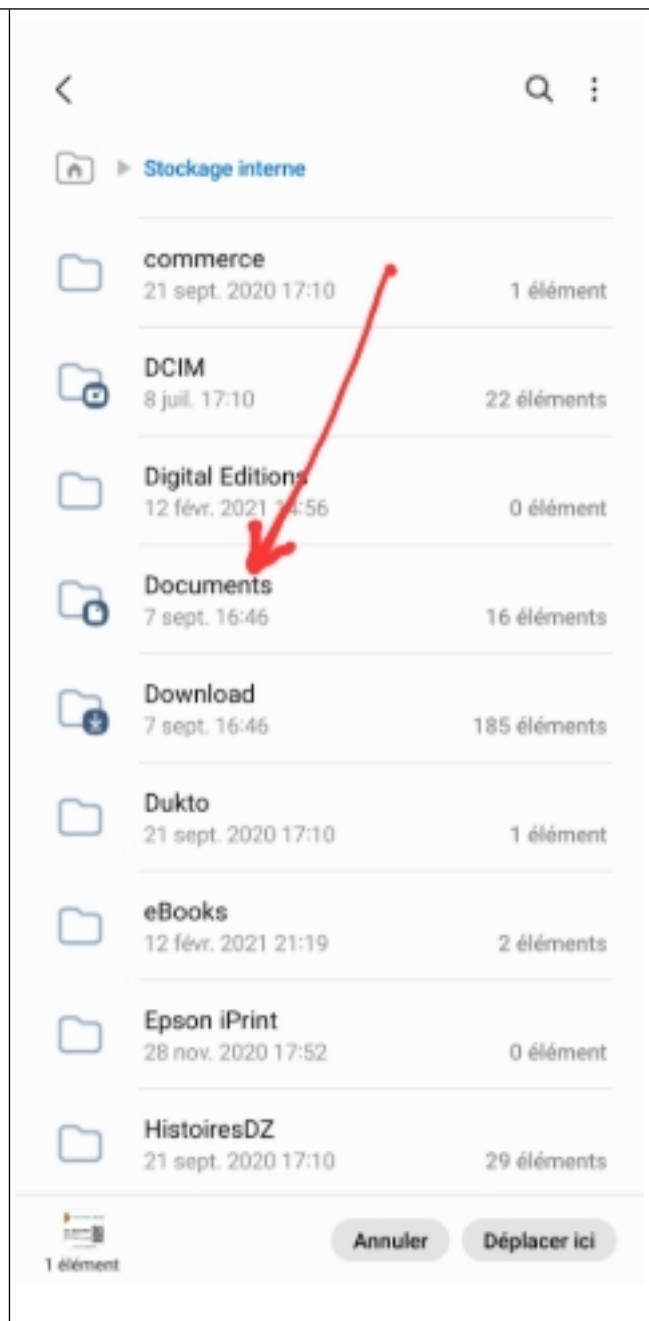 Stockage interne
commerce
21 sept. 2020 17:10
1 élément
DCIM
8 juil. 17:10
22 éléments
Digital Editions
12 févr. 2021 14:56
0 élément
Documents
7 sept. 16:46
16 éléments
Download
7 sept. 16:46
185 éléments
Dukto
21 sept. 2020 17:10
1 élément
eBooks
12 févr. 2021 21:19
2 éléments
Epson iPrint
28 nov. 2020 17:52
0 élément
HistoiresDZ
21 sept. 2020 17:10
29 éléments
1 élément
Annuler
Déplacer ici